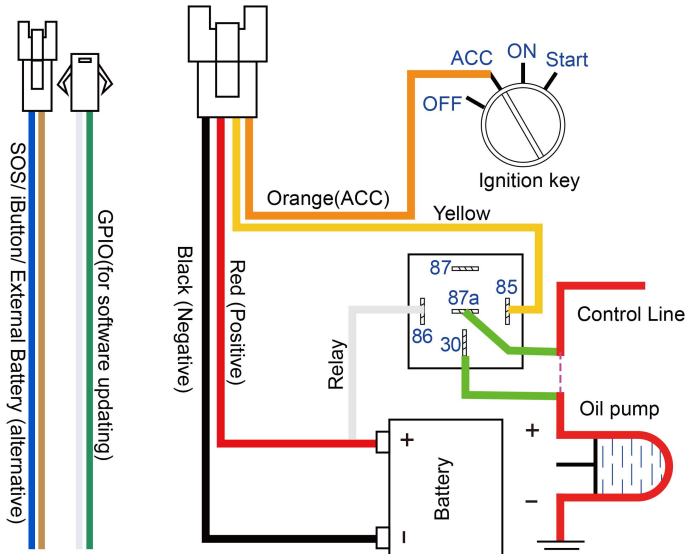 ACC
ON
Start
OFF
Ignition key
Orange(ACC)
Yellow
SOS/ iButton/ External Battery (alternative)
GPIO(for software updating)
Black (Negative)
Red (Positive)
87
87a
85
86
30
Control Line
Relay
Oil pump
+
−
+
−
Battery